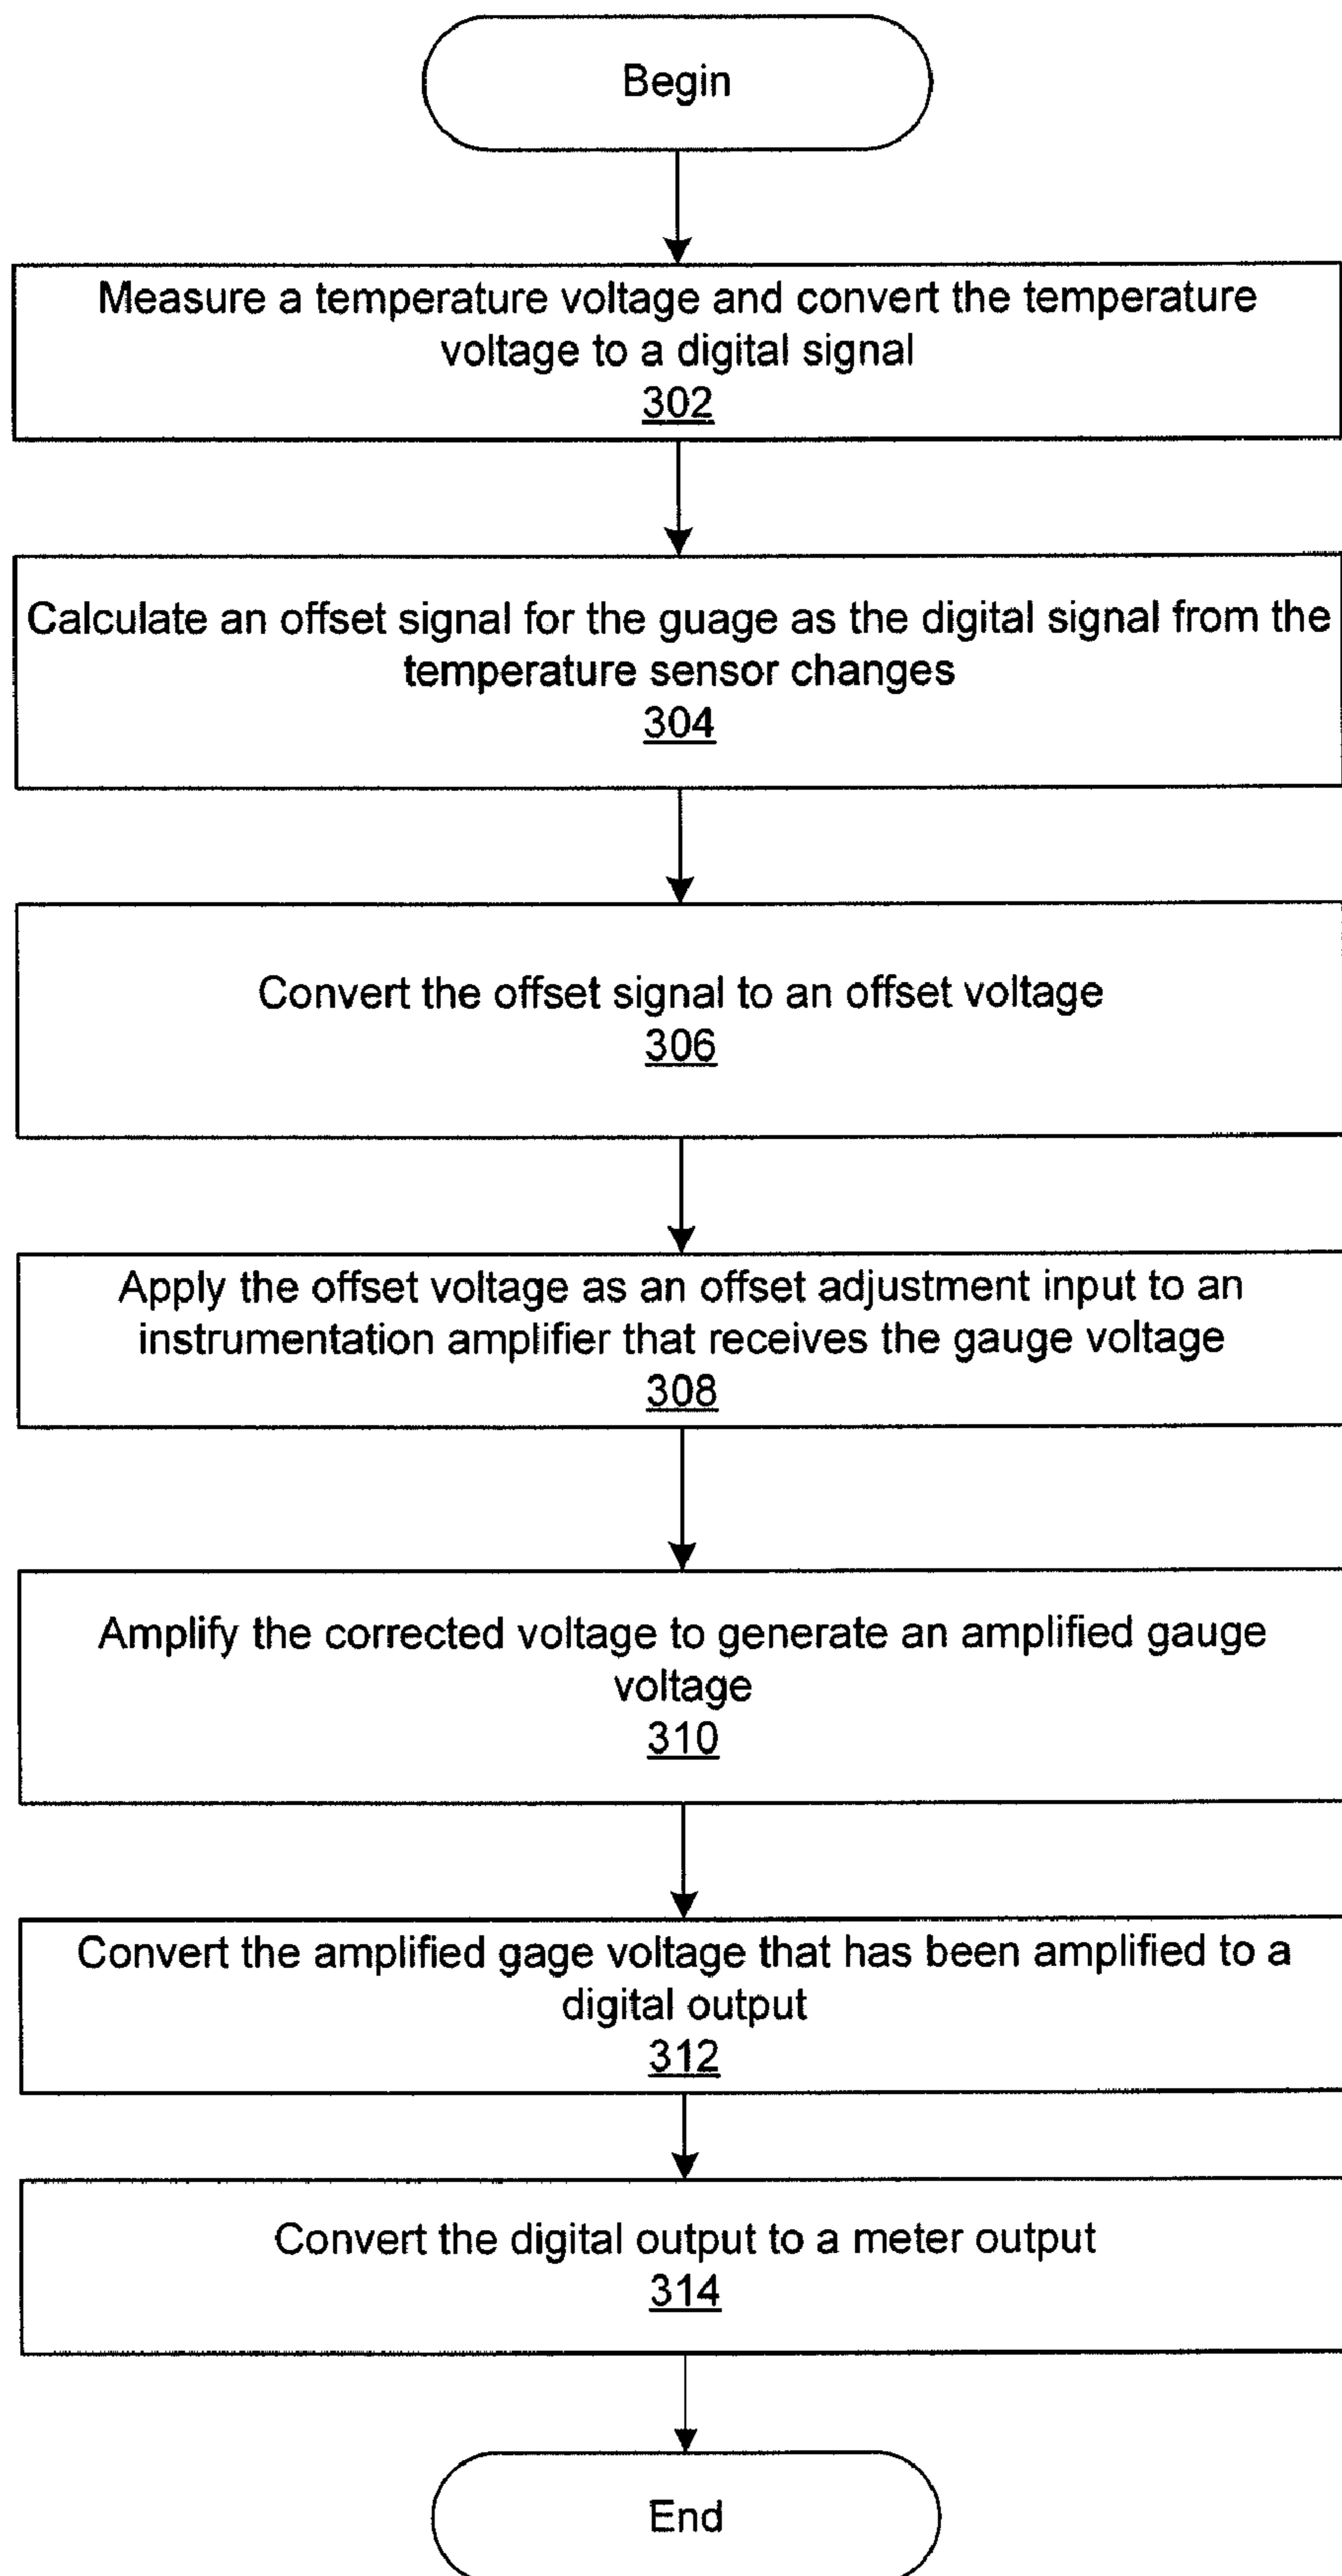 Begin
Measure a temperature voltage and convert the temperature
voltage to a digital signal
302
Calculate an offset signal for the guage as the digital signal from the
temperature sensor changes
304
Convert the offset signal to an offset voltage
306
Apply the offset voltage as an offset adjustment input to an
instrumentation amplifier that receives the gauge voltage
308
Amplify the corrected voltage to generate an amplified gauge
voltage
310
Convert the amplified gage voltage that has been amplified to a
digital output
312
Convert the digital output to a meter output
314
End